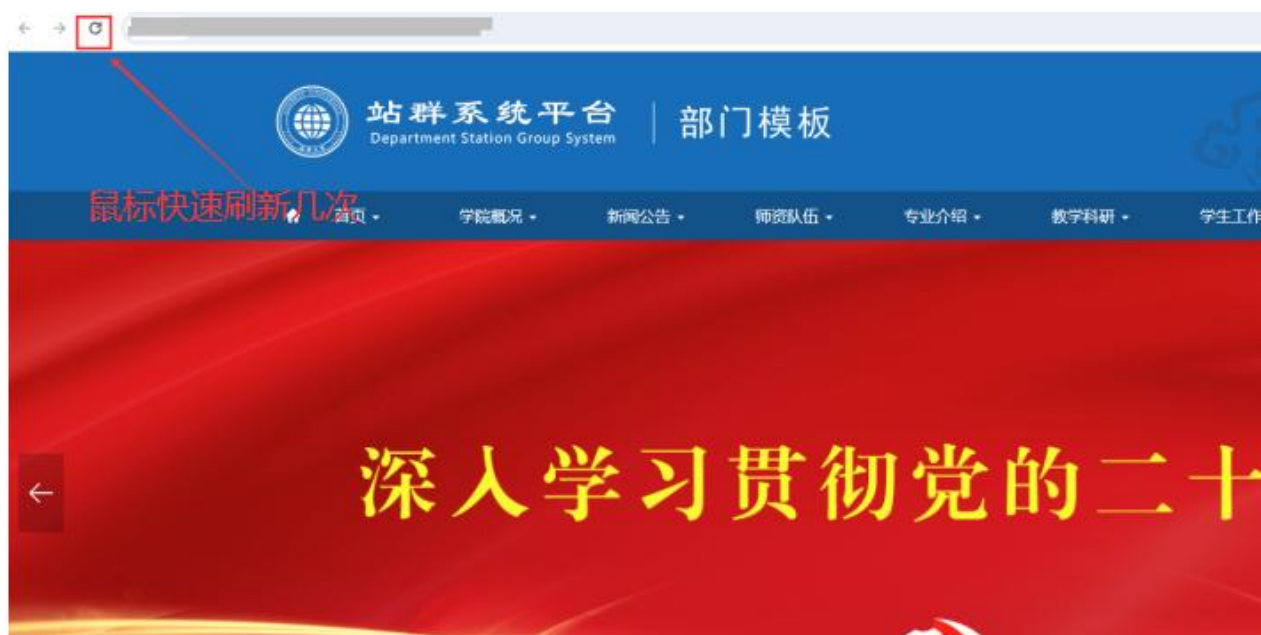 站群系统平台
Department Station Group System
部门模板
鼠标快速刷新几次
首页
学院概况
新闻公告
师资队伍
专业介绍
教学科研
学生工作
深入学习贯彻党的二十